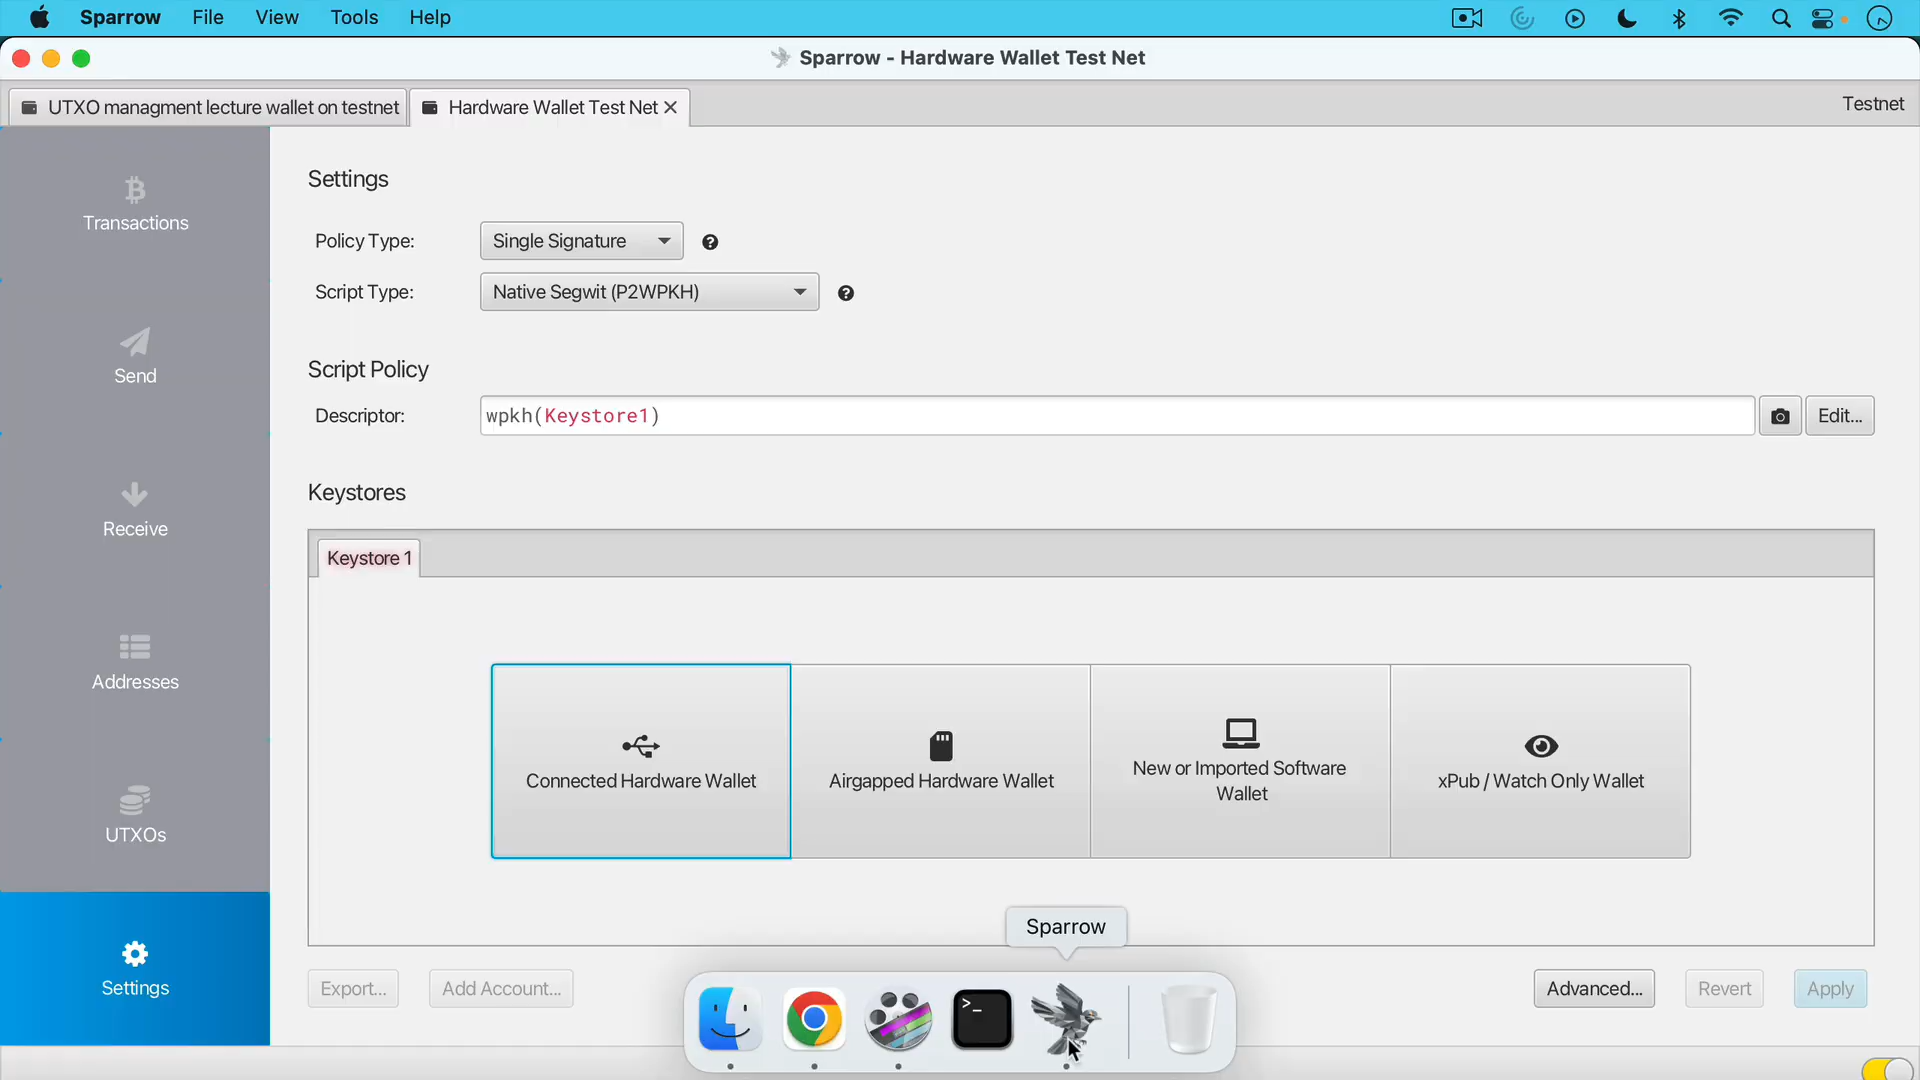 Sparrow File View Tools Help
Sparrow - Hardware Wallet Test Net
UTXO managment lecture wallet on testnet Hardware Wallet Test Net Testnet
Transactions
Send
Receive
Addresses
UTXOs
Settings
Settings
Policy Type: Single Signature
Script Type: Native Segwit (P2WPKH)
Script Policy
Descriptor: wpkh(Keystore1) Edit...
Keystores
Keystore 1
Connected Hardware Wallet
Airgapped Hardware Wallet
New or Imported Software
Wallet
xPub / Watch Only Wallet
Sparrow
Export... Add Account... Advanced... Revert Apply